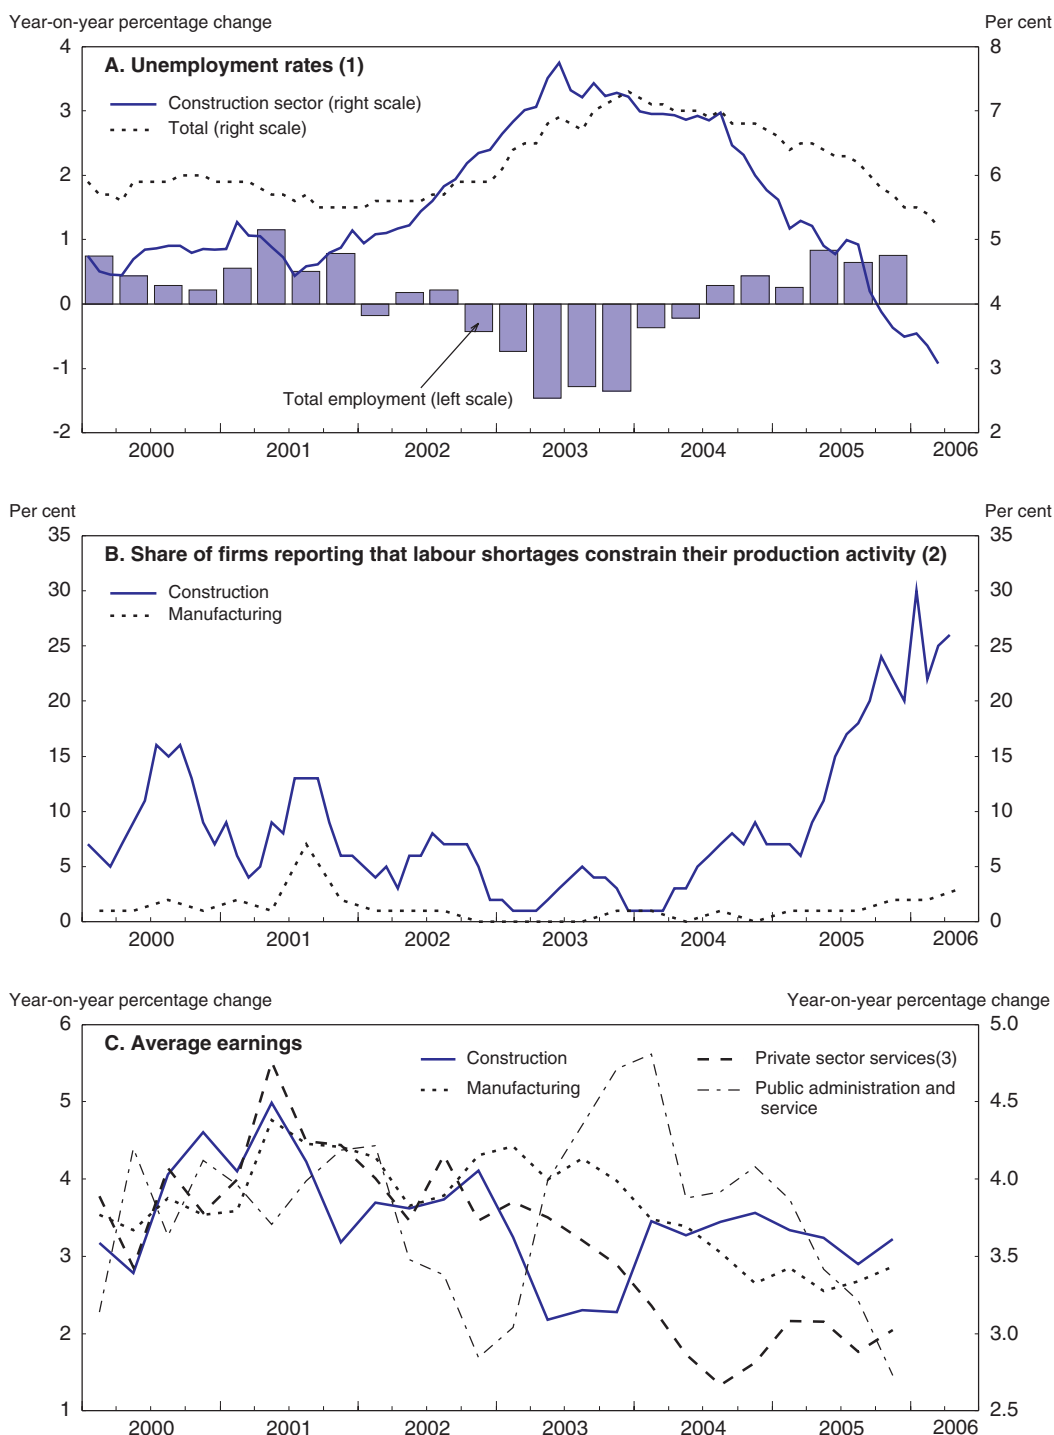 Year-on-year percentage change Per cent
4 8
A. Unemployment rates (1)
Construction sector (right scale)
Total (right scale)
3 7
2 6
1 5
0 4
-1 3
Total employment (left scale)
-2 2
2000 2001 2002 2003 2004 2005 2006
Per cent Per cent
35 35
B. Share of firms reporting that labour shortages constrain their production activity (2)
Construction
Manufacturing
30 30
25 25
20 20
15 15
10 10
5 5
0 0
2000 2001 2002 2003 2004 2005 2006
Year-on-year percentage change Year-on-year percentage change
6 5.0
C. Average earnings
Construction Private sector services(3)
Manufacturing Public administration and
service
5 4.5
4 4.0
3 3.5
2 3.0
1 2.5
2000 2001 2002 2003 2004 2005 2006